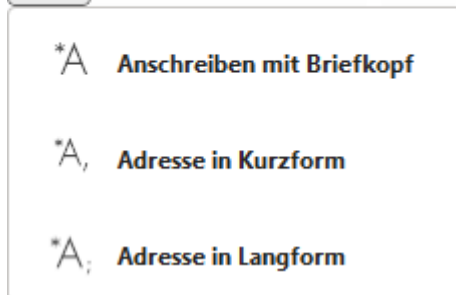 *A Anschreiben mit Briefkopf
*A, Adresse in Kurzform
*A; Adresse in Langform